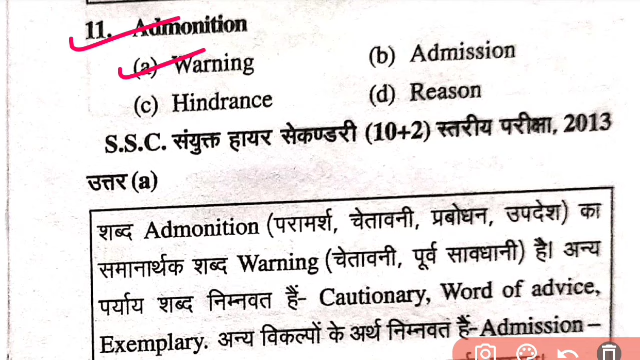 11. Admonition
(a) Warning (b) Admission
(c) Hindrance (d) Reason
S.S.C. संयुक्त हायर सेकण्डरी (10+2) स्तरीय परीक्षा, 2013
उत्तर (a)
शब्द Admonition (परामर्श, चेतावनी, प्रबोधन, उपदेश) का
समानार्थक शब्द Warning (चेतावनी, पूर्व सावधानी) है। अन्य
पर्याय शब्द निम्नवत हैं- Cautionary, Word of advice,
Exemplary. अन्य विकल्पों के अर्थ निम्नवत हैं-Admission –